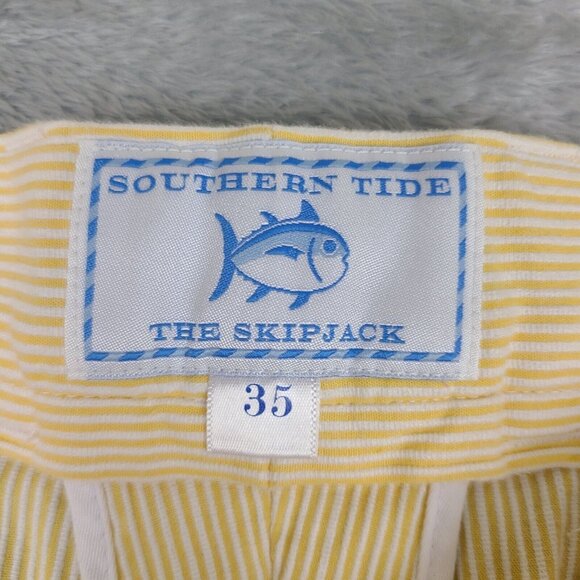 SOUTHERN TIDE
THE SKIPJACK
35